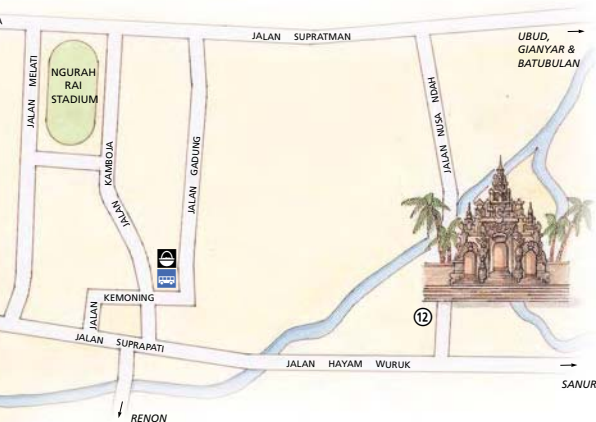 A
JALAN SUPRATMAN
UBUD,
GIANYAR &
BATUBULAN
JALAN MELATI
NGURAH
RAI
STADIUM
JALAN KAMBOJA
JALAN GADUNG
JALAN NUSA NDAH
JALAN KEMONING
12
JALAN SUPRAPATI
JALAN HAYAM WURUK
SANUR
RENON